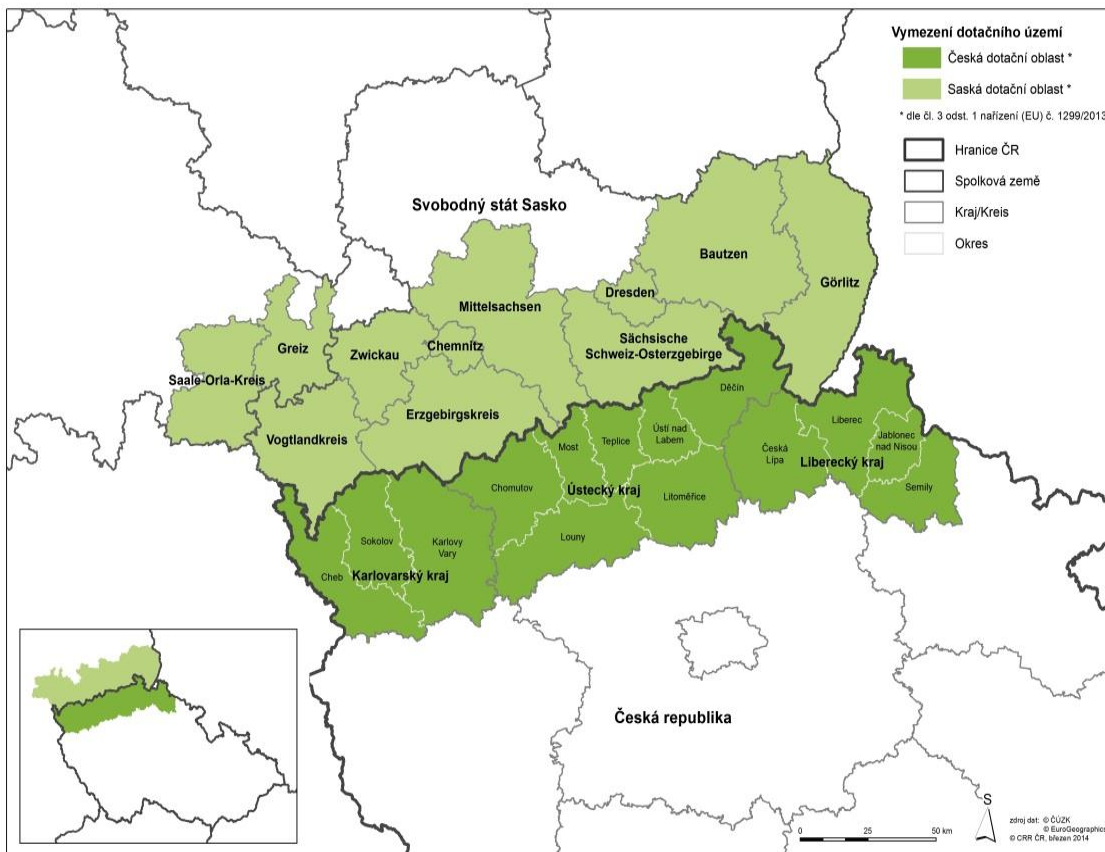 Vymezení dotačního území
Česká dotační oblast *
Saská dotační oblast *
* dle čl. 3 odst. 1 nařízení (EU) č. 1299/2013
Hranice ČR
Spolková země
Kraj/Kreis
Okres
Svobodný stát Sasko
Bautzen
Görlitz
Dresden
Mittelsachsen
Sächsische
Schweiz-Osterzgebirge
Greiz
Zwickau
Chemnitz
Saale-Orla-Kreis
Erzgebirgskreis
Vogtlandkreis
Děčín
Liberec
Ústí nad
Labem
Teplice
Most
Jablonec
nad Nisou
Česká
Lípa
Liberecký kraj
Semily
Chomutov
Ústecký kraj
Litoměřice
Louny
Sokolov
Karlovy
Vary
Cheb
Karlovarský kraj
Česká republika
S
0
25
50 km
zdroj dat: © ČÚZK
© EuroGeographics
© CRR ČR, březen 2014